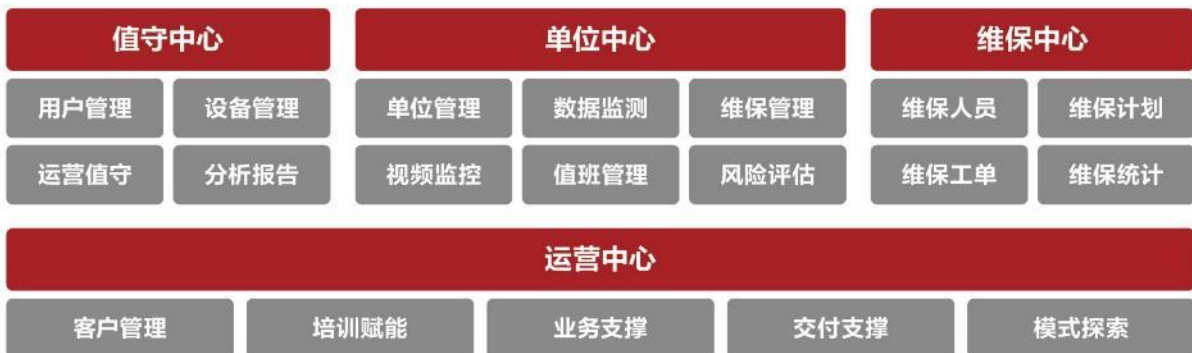 值守中心 单位中心 维保中心
用户管理 设备管理 单位管理 数据监测 维保管理 维保人员 维保计划
运营值守 分析报告 视频监控 值班管理 风险评估 维保工单 维保统计
运营中心
客户管理 培训赋能 业务支撑 交付支撑 模式探索